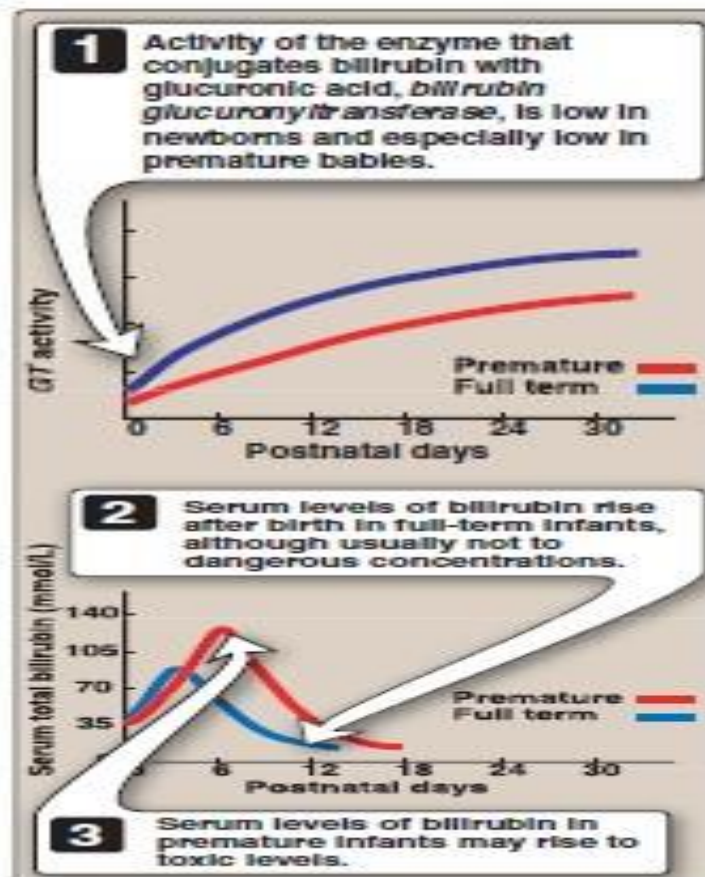 1
Activity of the enzyme that
conjugates bilirubin with
glucuronic acid, bilirubin
glucuronyltransferase, is low in
newborns and especially low in
premature babies.
GT activity
Premature
Full term
0 6 12 18 24 30
Postnatal days
2
Serum levels of bilirubin rise
after birth in full-term infants,
although usually not to
dangerous concentrations.
Serum total bilirubin (mmol/L)
140
105
70
35
Premature
Full term
6 12 18 24 30
Postnatal days
3
Serum levels of bilirubin in
premature infants may rise to
toxic levels.